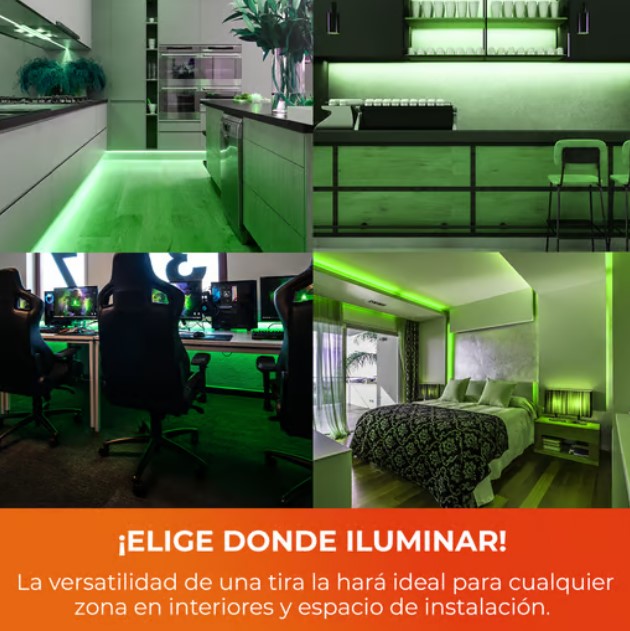 ¡ELIGE DONDE ILUMINAR!
La versatilidad de una tira la hará ideal para cualquier
zona en interiores y espacio de instalación.